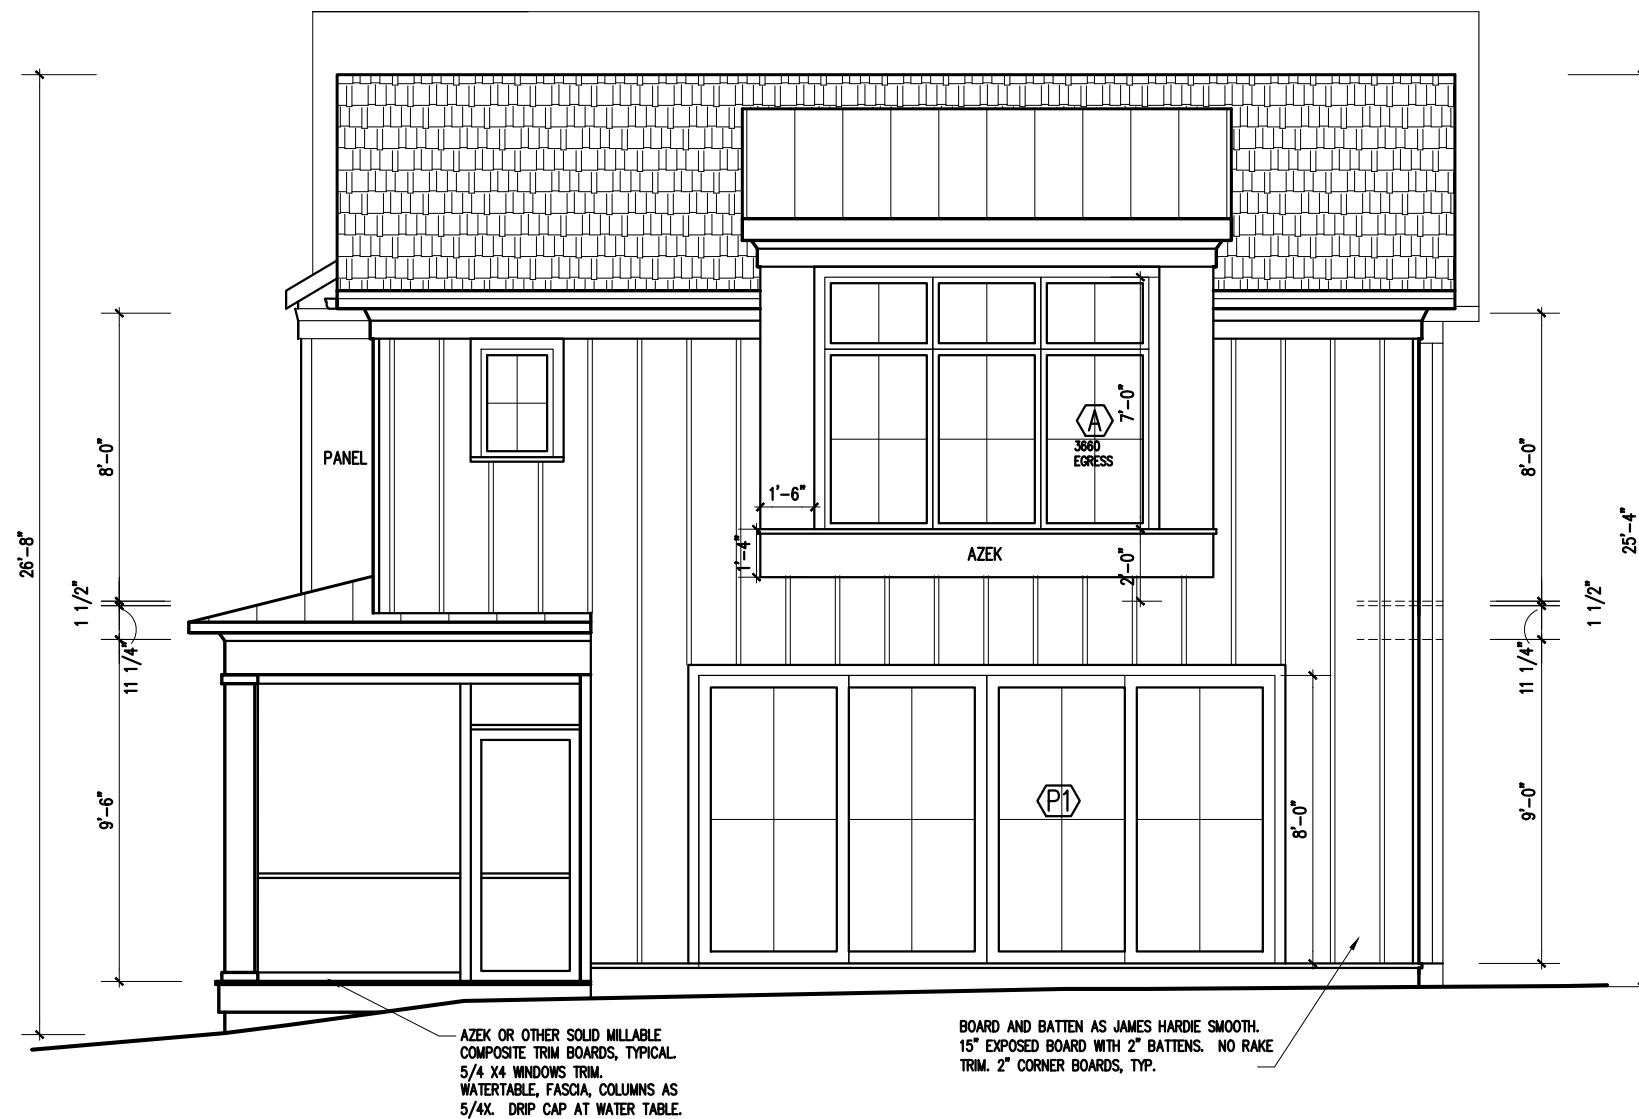 PANEL
A
3660
EGRESS
7'-0"
1'-6"
1'-4"
AZEK
2'-0"
8'-0"
26'-8"
1 1/2"
11 1/4"
9'-6"
8'-0"
25'-4"
1 1/2"
11 1/4"
9'-0"
P1
8'-0"
AZEK OR OTHER SOLID MILLABLE
COMPOSITE TRIM BOARDS, TYPICAL.
5/4 X4 WINDOWS TRIM.
WATERTABLE, FASCIA, COLUMNS AS
5/4X. DRIP CAP AT WATER TABLE.
BOARD AND BATTEN AS JAMES HARDIE SMOOTH.
15" EXPOSED BOARD WITH 2" BATTENS. NO RAKE
TRIM. 2" CORNER BOARDS, TYP.